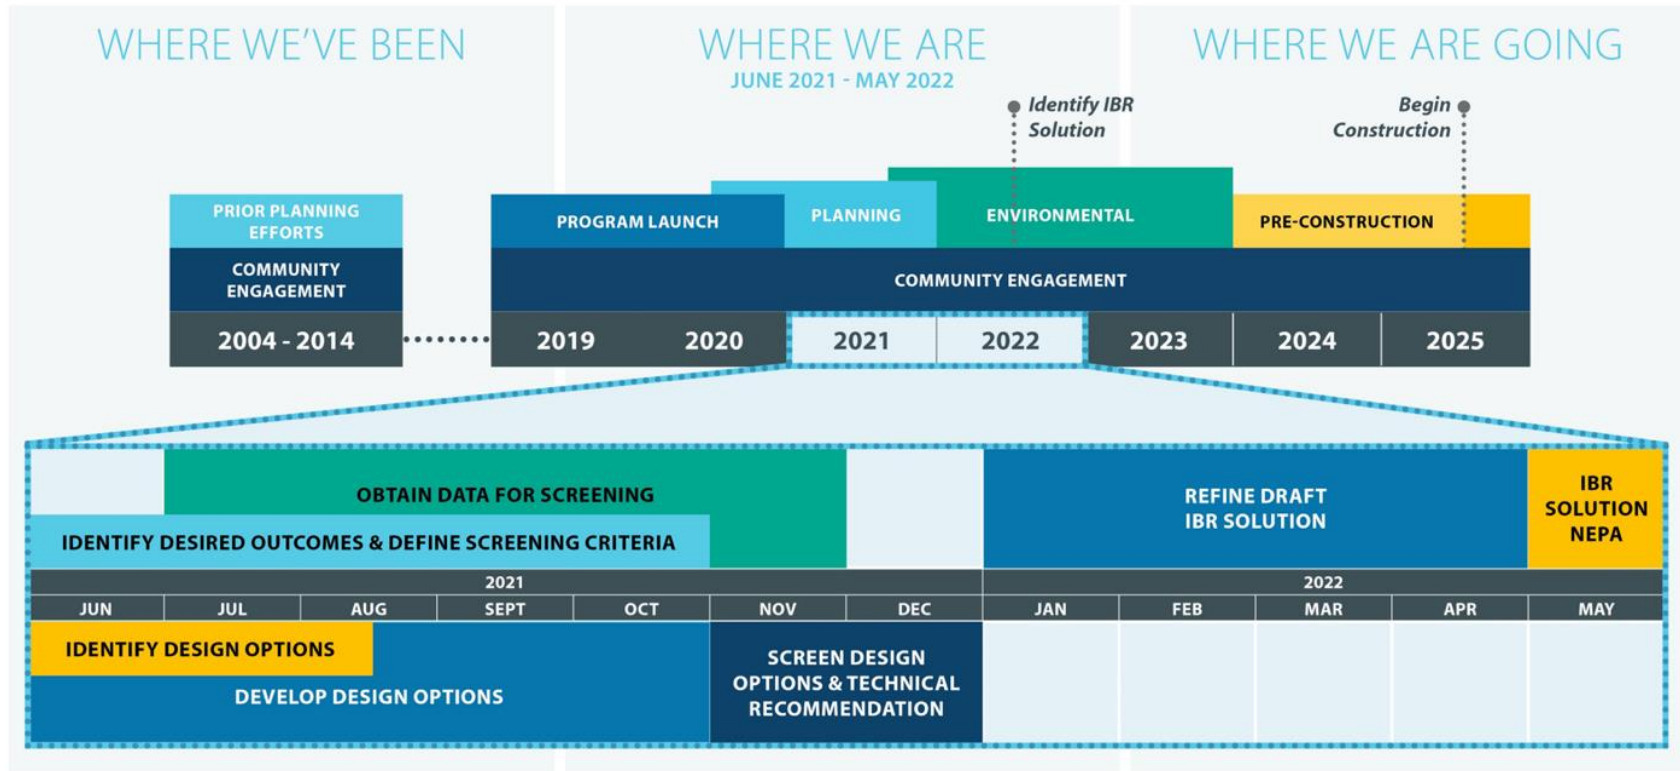 WHERE WE'VE BEEN
WHERE WE ARE
JUNE 2021 - MAY 2022
WHERE WE ARE GOING
Identify IBR
Solution
Begin
Construction
PRIOR PLANNING
EFFORTS
PROGRAM LAUNCH
PLANNING
ENVIRONMENTAL
PRE-CONSTRUCTION
COMMUNITY
ENGAGEMENT
COMMUNITY ENGAGEMENT
2004 - 2014
2019
2020
2021
2022
2023
2024
2025
OBTAIN DATA FOR SCREENING
IDENTIFY DESIRED OUTCOMES & DEFINE SCREENING CRITERIA
REFINE DRAFT
IBR SOLUTION
IBR
SOLUTION
NEPA
2021
2022
JUN
JUL
AUG
SEPT
OCT
NOV
DEC
JAN
FEB
MAR
APR
MAY
IDENTIFY DESIGN OPTIONS
DEVELOP DESIGN OPTIONS
SCREEN DESIGN
OPTIONS & TECHNICAL
RECOMMENDATION